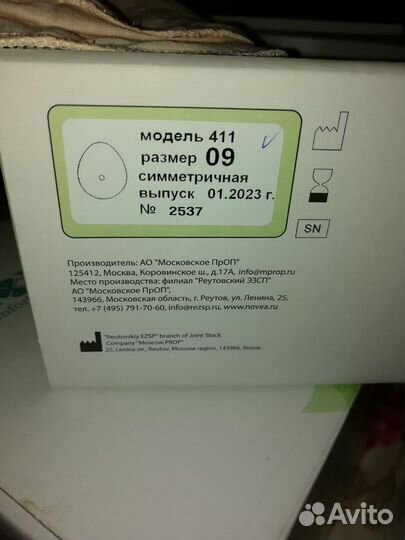 модель 411
размер 09
симметричная
выпуск 01.2023 г.
№ 2537
SN
Производитель: АО "Московское ПрОП"
125412, Москва, Коровинское ш., д.17А, info@mprop.ru
Место производства: филиал "Реутовский ЭЗСП"
АО "Московское ПрОП",
143966, Московская область, г. Реутов, ул. Ленина, 25,
тел. +7 (495) 791-70-60, info@rezsp.ru, www.novea.ru
"Reutovskiy EZSP" branch of Joint Stock
Company "Moscow PROP"
25, Lenina str., Reutov, Moscow region, 143966, Russia.
Avito